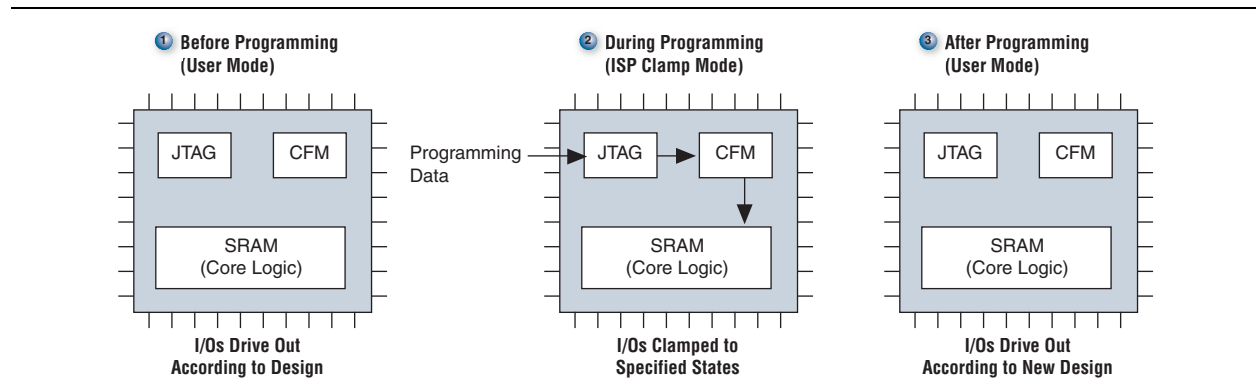 1 Before Programming
(User Mode)
JTAG
CFM
SRAM
(Core Logic)
I/Os Drive Out
According to Design
2 During Programming
(ISP Clamp Mode)
Programming
Data
JTAG
CFM
SRAM
(Core Logic)
I/Os Clamped to
Specified States
3 After Programming
(User Mode)
JTAG
CFM
SRAM
(Core Logic)
I/Os Drive Out
According to New Design